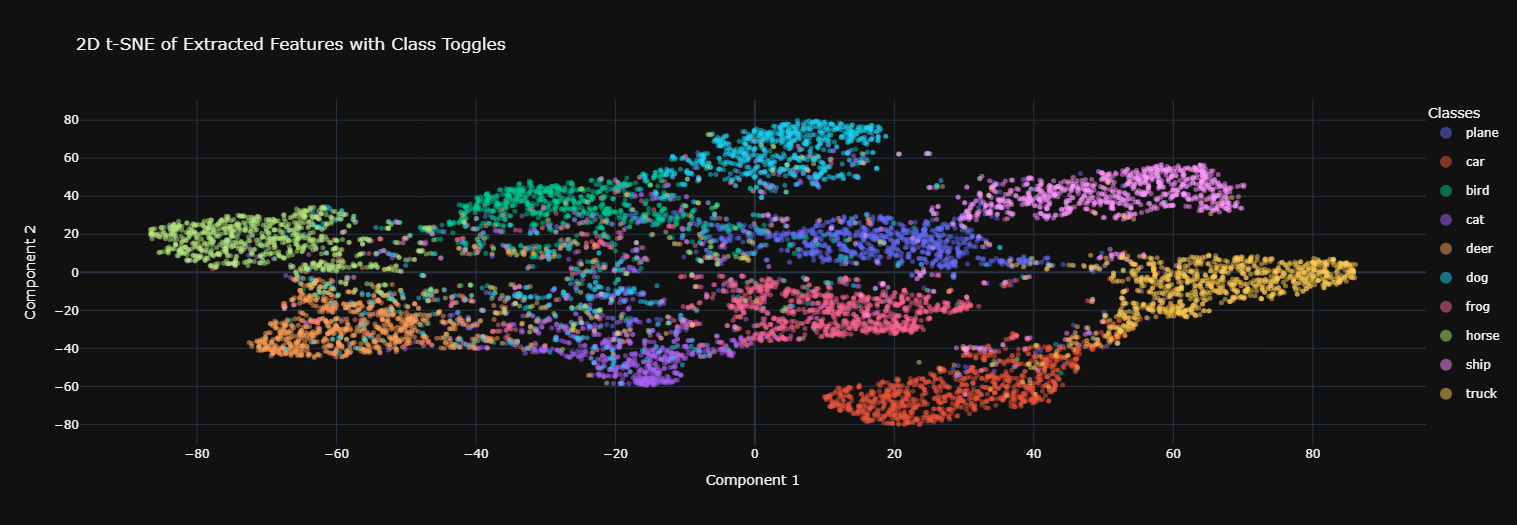 2D t-SNE of Extracted Features with Class Toggles
Classes
plane
car
bird
cat
deer
dog
frog
horse
ship
truck
Component 2
80
60
40
20
0
−20
−40
−60
−80
−80
−60
−40
−20
0
20
40
60
80
Component 1